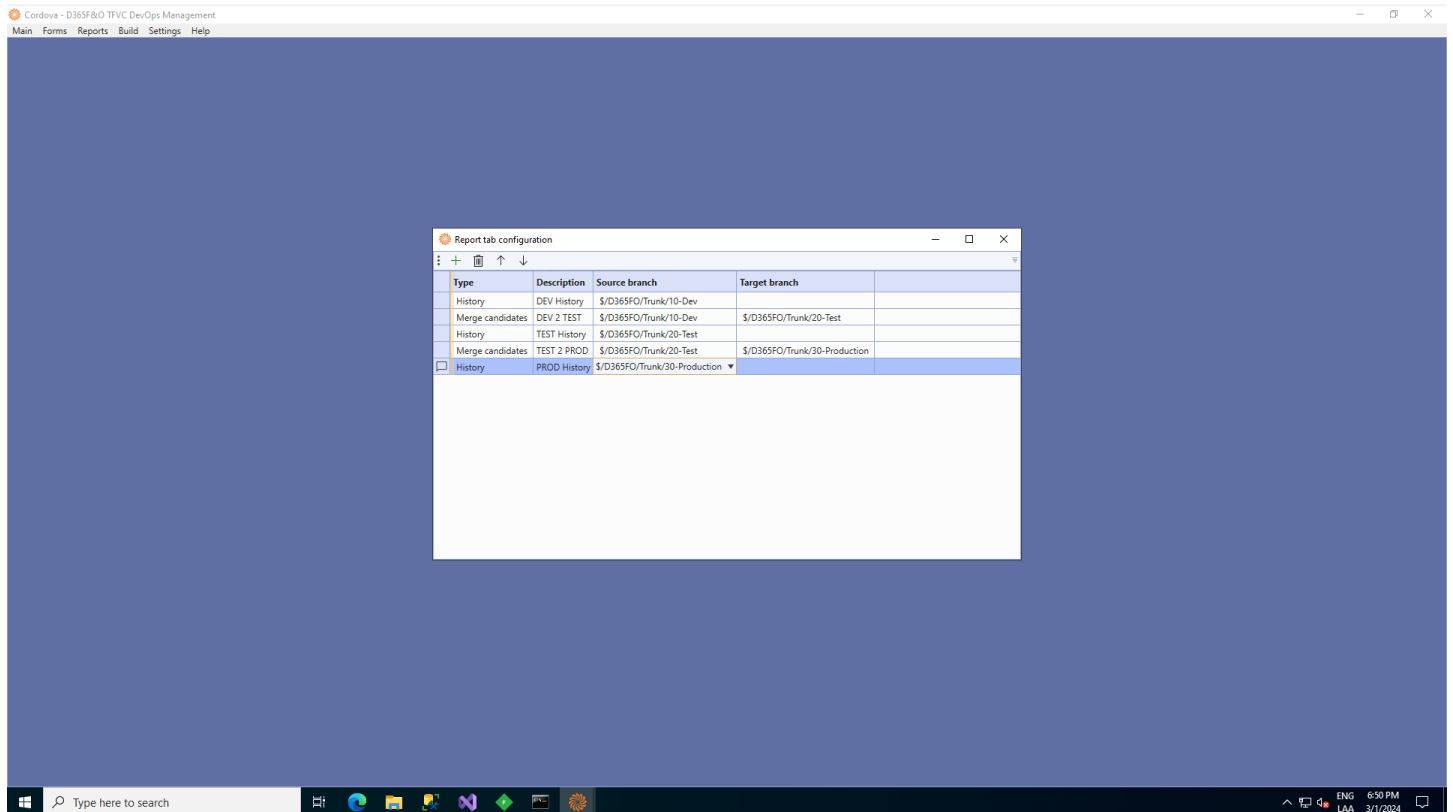 Cordova - D365F&O TFVC DevOps Management
Main Forms Reports Build Settings Help
Report tab configuration
Type Description Source branch Target branch
History DEV History $/D365FO/Trunk/10-Dev
Merge candidates DEV 2 TEST $/D365FO/Trunk/10-Dev $/D365FO/Trunk/20-Test
History TEST History $/D365FO/Trunk/20-Test
Merge candidates TEST 2 PROD $/D365FO/Trunk/20-Test $/D365FO/Trunk/30-Production
History PROD History $/D365FO/Trunk/30-Production
Type here to search
ENG 6:50 PM
LAA 3/1/2024